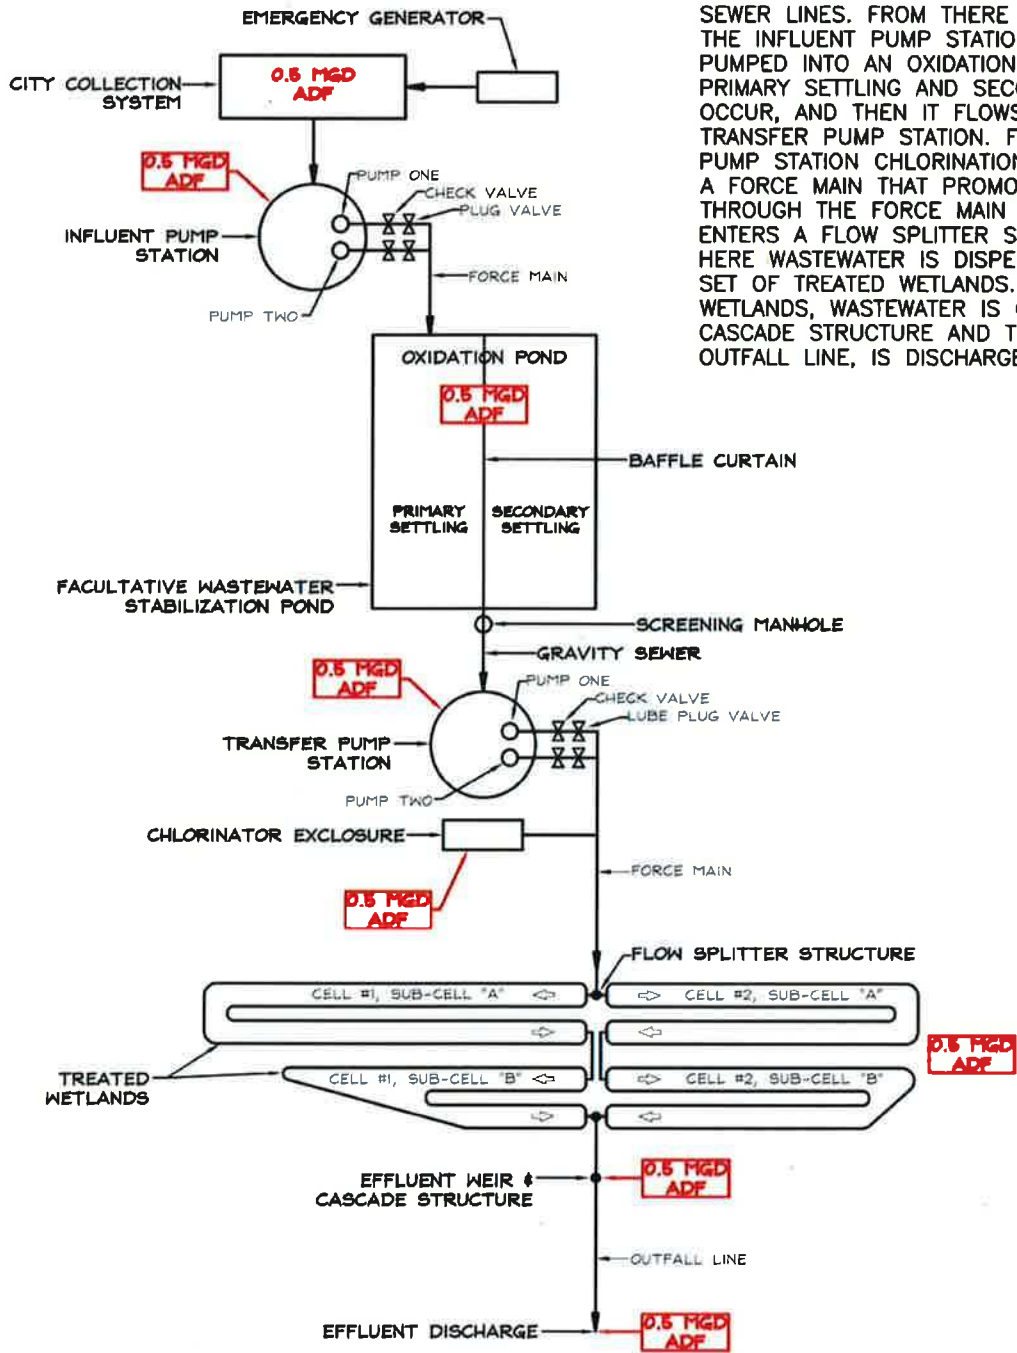 EMERGENCY GENERATOR
CITY COLLECTION
SYSTEM
0.5 MGD
ADF
0.5 MGD
ADF
PUMP ONE
CHECK VALVE
PLUG VALVE
INFLUENT PUMP
STATION
FORCE MAIN
PUMP TWO
SEWER LINES. FROM THERE
THE INFLUENT PUMP
PUMPED INTO AN OXIDATION
PRIMARY SETTLING AND
OCCUR, AND THEN IT FLOWS
TRANSFER PUMP STATION.
PUMP STATION CHLORINATION
A FORCE MAIN THAT
THROUGH THE FORCE MAIN
ENTERS A FLOW SPLITTER
HERE WASTEWATER IS
SET OF TREATED WETLANDS.
WETLANDS, WASTEWATER IS
CASCADE STRUCTURE AND
OUTFALL LINE, IS
OXIDATION POND
0.5 MGD
ADF
BAFFLE CURTAIN
PRIMARY
SETTLING
SECONDARY
SETTLING
FACULTATIVE WASTEWATER
STABILIZATION POND
SCREENING MANHOLE
GRAVITY SEWER
0.5 MGD
ADF
PUMP ONE
CHECK VALVE
LUBE PLUG VALVE
TRANSFER PUMP
STATION
PUMP TWO
CHLORINATOR EXCLOSURE
FORCE MAIN
0.5 MGD
ADF
FLOW SPLITTER STRUCTURE
CELL #1, SUB-CELL "A"
CELL #2, SUB-CELL "A"
0.5 MGD
ADF
TREATED
WETLANDS
CELL #1, SUB-CELL "B"
CELL #2, SUB-CELL "B"
EFFLUENT WEIR &
CASCADE STRUCTURE
0.5 MGD
ADF
OUTFALL LINE
EFFLUENT DISCHARGE
0.5 MGD
ADF